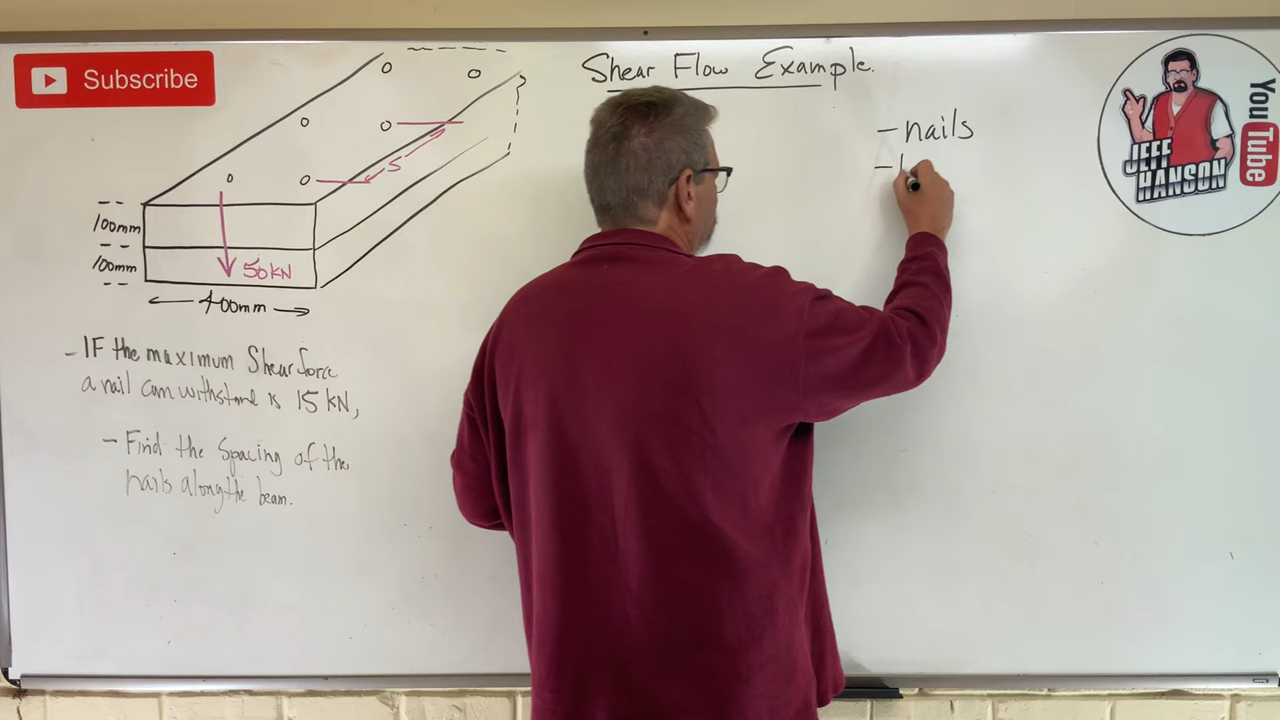 Subscribe
Shear Flow Example.
- nails
-
S
100mm
100mm
50kN
400mm
- IF the maximum Shear force
a nail can withstand is 15 kN,
- Find the spacing of the
nails along the beam.
JEFF
HANSON
YouTube